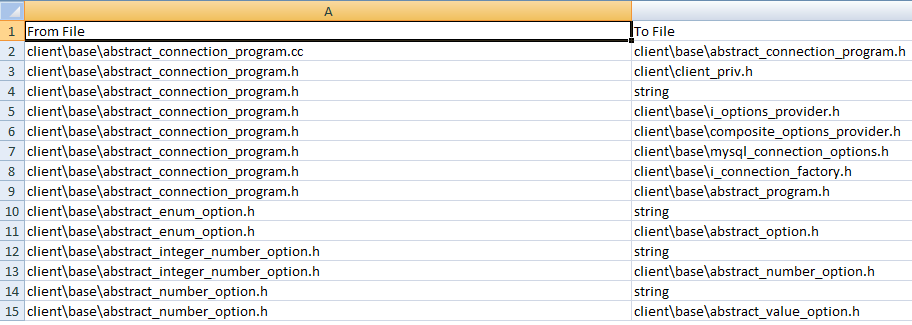 A
1 From File To File
2 client\base\abstract_connection_program.cc client\base\abstract_connection_program.h
3 client\base\abstract_connection_program.h client\client_priv.h
4 client\base\abstract_connection_program.h string
5 client\base\abstract_connection_program.h client\base\i_options_provider.h
6 client\base\abstract_connection_program.h client\base\composite_options_provider.h
7 client\base\abstract_connection_program.h client\base\mysql_connection_options.h
8 client\base\abstract_connection_program.h client\base\i_connection_factory.h
9 client\base\abstract_connection_program.h client\base\abstract_program.h
10 client\base\abstract_enum_option.h string
11 client\base\abstract_enum_option.h client\base\abstract_option.h
12 client\base\abstract_integer_number_option.h string
13 client\base\abstract_integer_number_option.h client\base\abstract_number_option.h
14 client\base\abstract_number_option.h string
15 client\base\abstract_number_option.h client\base\abstract_value_option.h